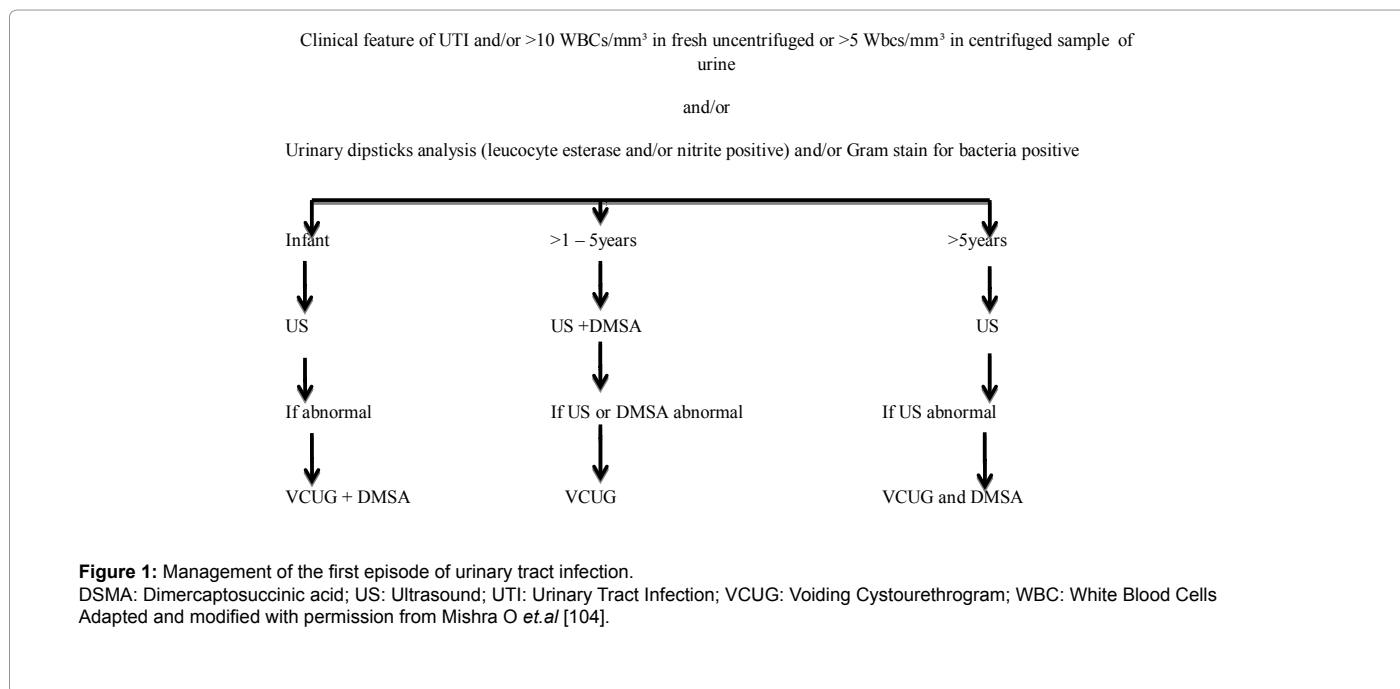 Clinical feature of UTI and/or >10 WBCs/mm³ in fresh uncentrifuged or >5 Wbcs/mm³ in centrifuged sample of
urine
and/or
Urinary dipsticks analysis (leucocyte esterase and/or nitrite positive) and/or Gram stain for bacteria positive
Infant >1 – 5years >5years
US US +DMSA US
If abnormal If US or DMSA abnormal If US abnormal
VCUG + DMSA VCUG VCUG and DMSA
Figure 1: Management of the first episode of urinary tract infection.
DSMA: Dimercaptosuccinic acid; US: Ultrasound; UTI: Urinary Tract Infection; VCUG: Voiding Cystourethrogram; WBC: White Blood Cells
Adapted and modified with permission from Mishra O et.al [104].